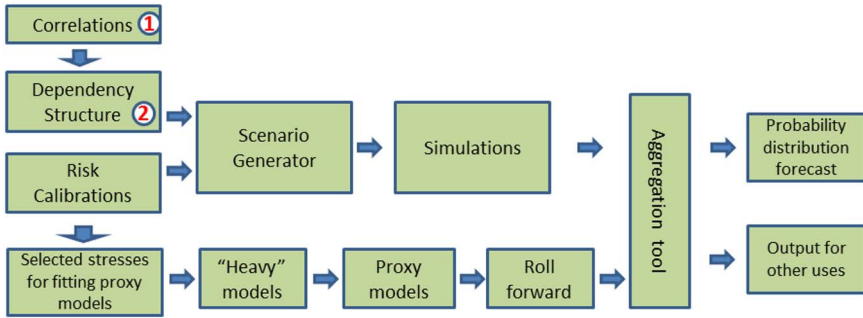 Correlations 1
Dependency
Structure 2
Risk
Calibrations
Scenario
Generator
Simulations
Aggregation tool
Probability
distribution
forecast
Selected stresses
for fitting proxy
models
“Heavy”
models
Proxy
models
Roll
forward
Output for
other uses